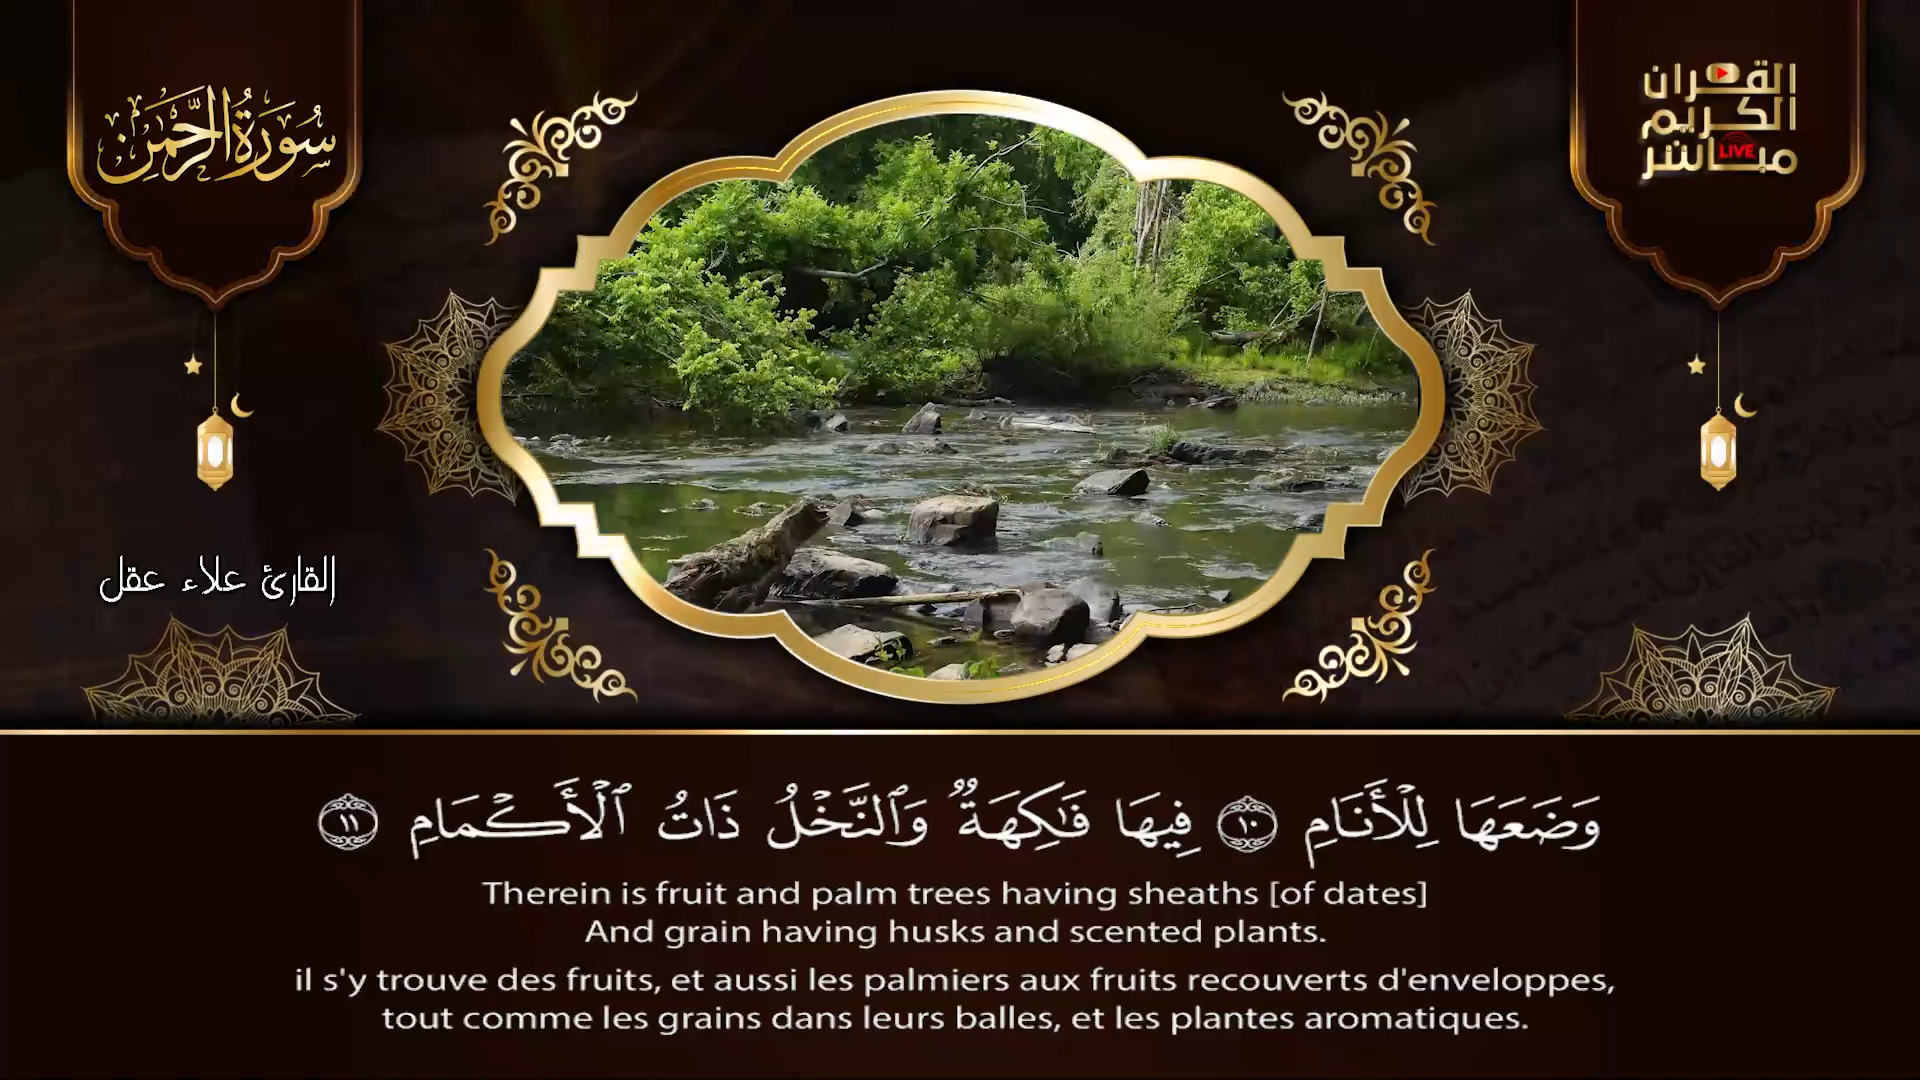 سُورَةُ الرَّحْمَٰن
القرآن
الكريم
مباشر
LIVE
القارئ علاء عقل
وَضَعَهَا لِلْأَنَامِ ١٠ فِيهَا فَٰكِهَةٌ وَٱلنَّخْلُ ذَاتُ ٱلْأَكْمَامِ ١١
Therein is fruit and palm trees having sheaths [of dates]
And grain having husks and scented plants.
il s'y trouve des fruits, et aussi les palmiers aux fruits recouverts d'enveloppes,
tout comme les grains dans leurs balles, et les plantes aromatiques.